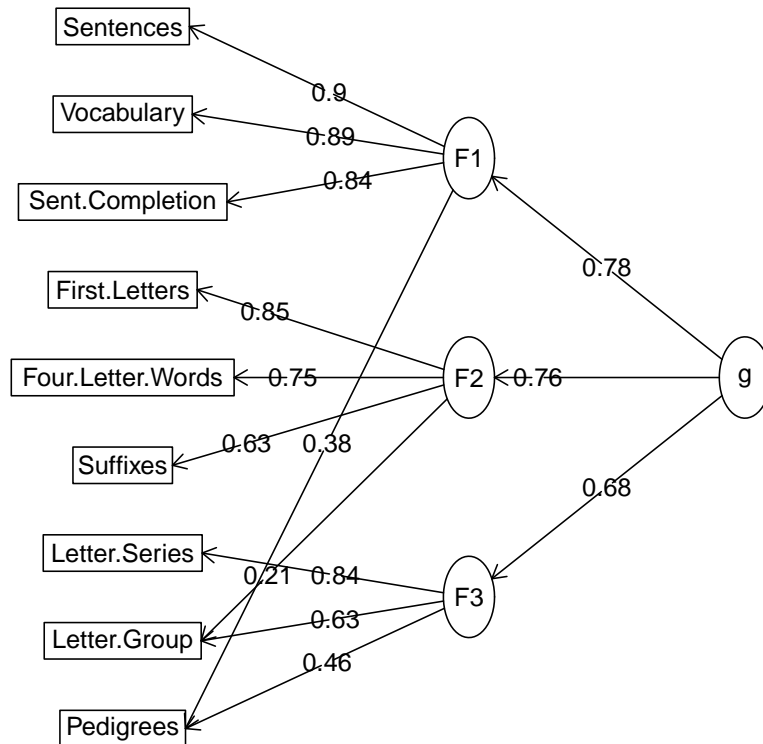 Sentences
0.9
Vocabulary
0.89
F1
Sent.Completion
0.84
0.78
First.Letters
0.85
Four.Letter.Words
0.75
F2
0.76
g
Suffixes
0.63
0.38
0.68
Letter.Series
0.21
0.84
F3
Letter.Group
0.63
0.46
Pedigrees